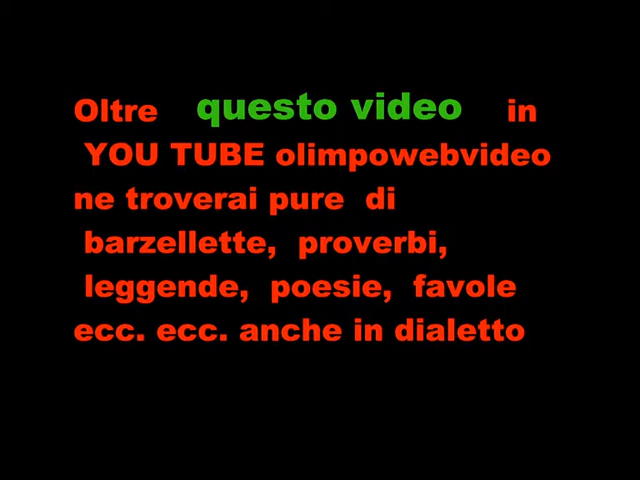 Oltre questo video in
YOU TUBE olimpowebvideo
ne troverai pure di
barzellette, proverbi,
leggende, poesie, favole
ecc. ecc. anche in dialetto